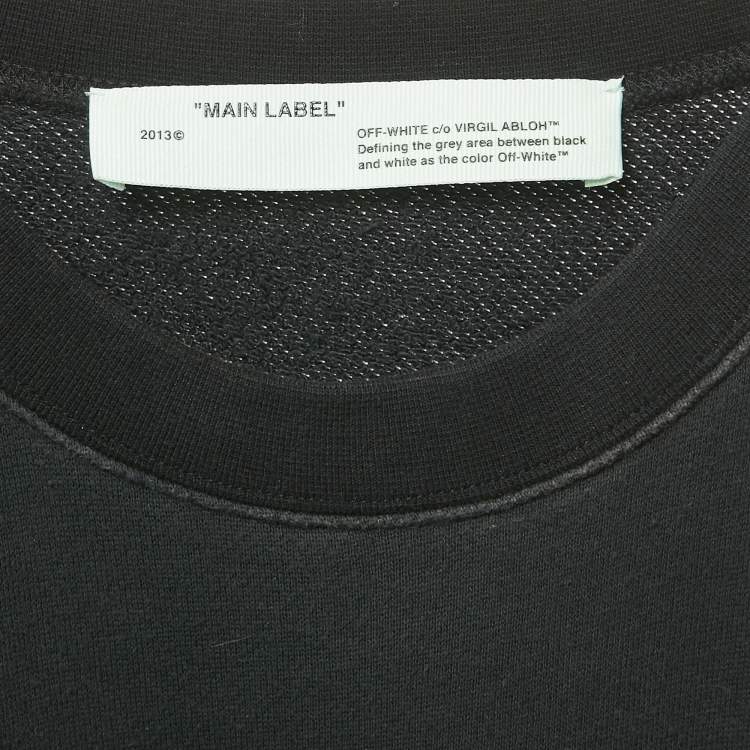 "MAIN LABEL"
2013©
OFF-WHITE c/o VIRGIL ABLOH™
Defining the grey area between black
and white as the color Off-White™